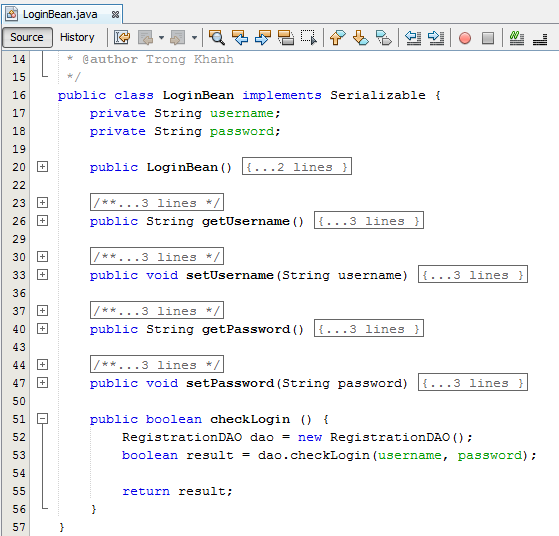 LoginBean.java
Source History
14 * @author Trong Khanh
15 */
16 public class LoginBean implements Serializable {
17 private String username;
18 private String password;
19
20 public LoginBean() {...2 lines }
22
23 /**...3 lines */
26 public String getUsername() {...3 lines }
29
30 /**...3 lines */
33 public void setUsername(String username) {...3 lines }
36
37 /**...3 lines */
40 public String getPassword() {...3 lines }
43
44 /**...3 lines */
47 public void setPassword(String password) {...3 lines }
50
51 public boolean checkLogin () {
52 RegistrationDAO dao = new RegistrationDAO();
53 boolean result = dao.checkLogin(username, password);
54
55 return result;
56 }
57 }